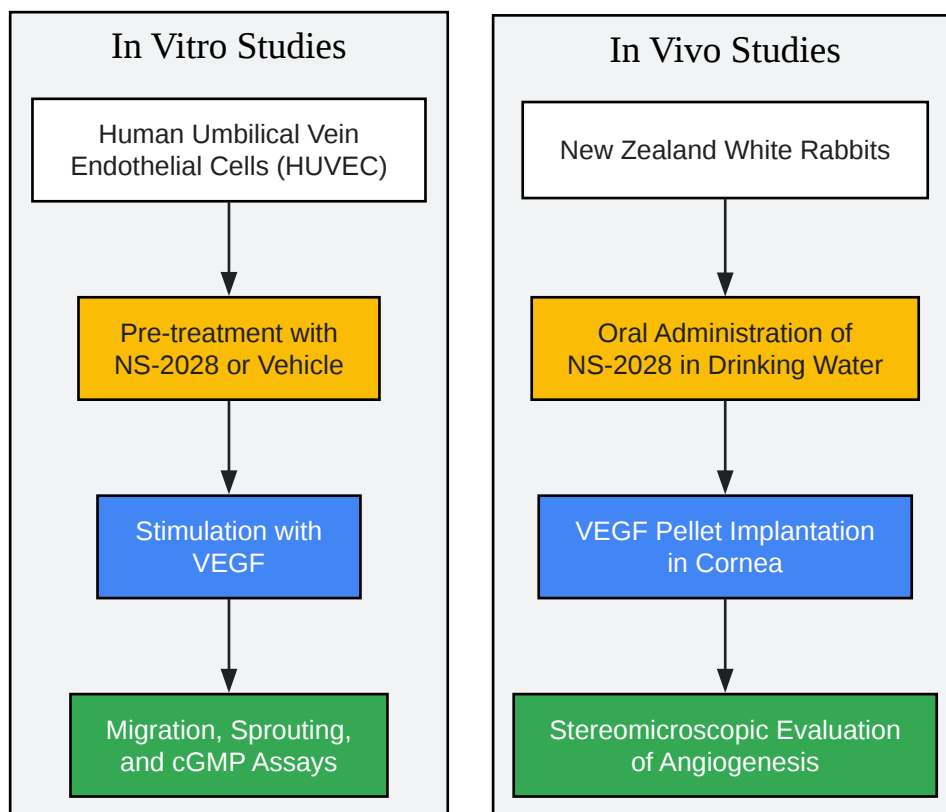 In Vitro Studies
Human Umbilical Vein
Endothelial Cells (HUVEC)
Pre-treatment with
NS-2028 or Vehicle
Stimulation with
VEGF
Migration, Sprouting,
and cGMP Assays
In Vivo Studies
New Zealand White Rabbits
Oral Administration of
NS-2028 in Drinking Water
VEGF Pellet Implantation
in Cornea
Stereomicroscopic Evaluation
of Angiogenesis